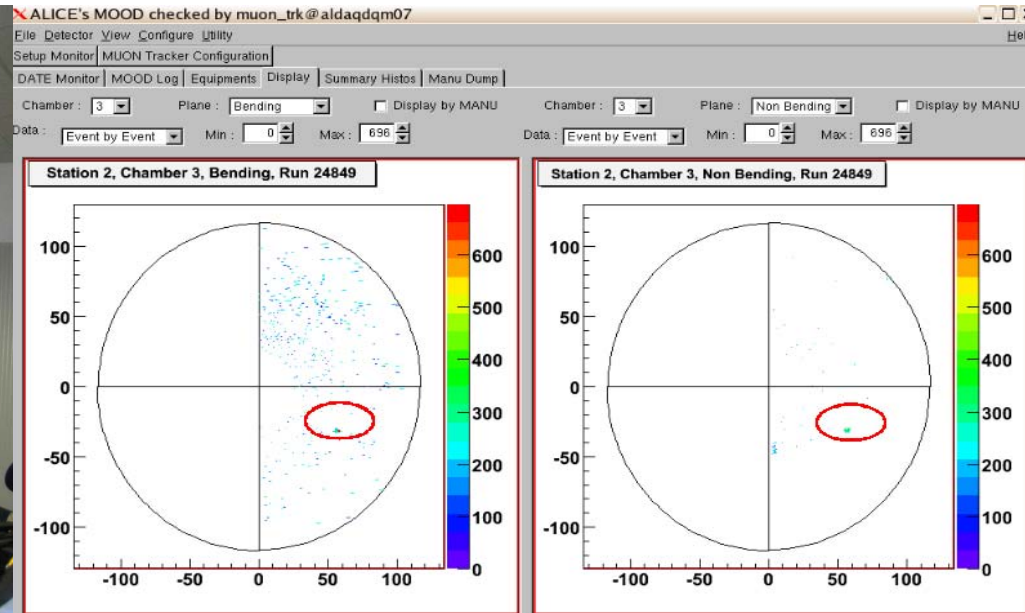 ALICE's MOOD checked by muon_trk@aldaqdqm07
File Detector View Configure Utility
Setup Monitor MUON Tracker Configuration
DATE Monitor MOOD Log Equipments Display Summary Histos Manu Dump
Chamber : 3 Plane : Bending Display by MANU Chamber : 3 Plane : Non Bending Display by MANU
Data : Event by Event Min : 0 Max : 696 Data : Event by Event Min : 0 Max : 696
Station 2, Chamber 3, Bending, Run 24849
100
50
0
-50
-100
-100 -50 0 50 100
600
500
400
300
200
100
0
Station 2, Chamber 3, Non Bending, Run 24849
100
50
0
-50
-100
-100 -50 0 50 100
600
500
400
300
200
100
0